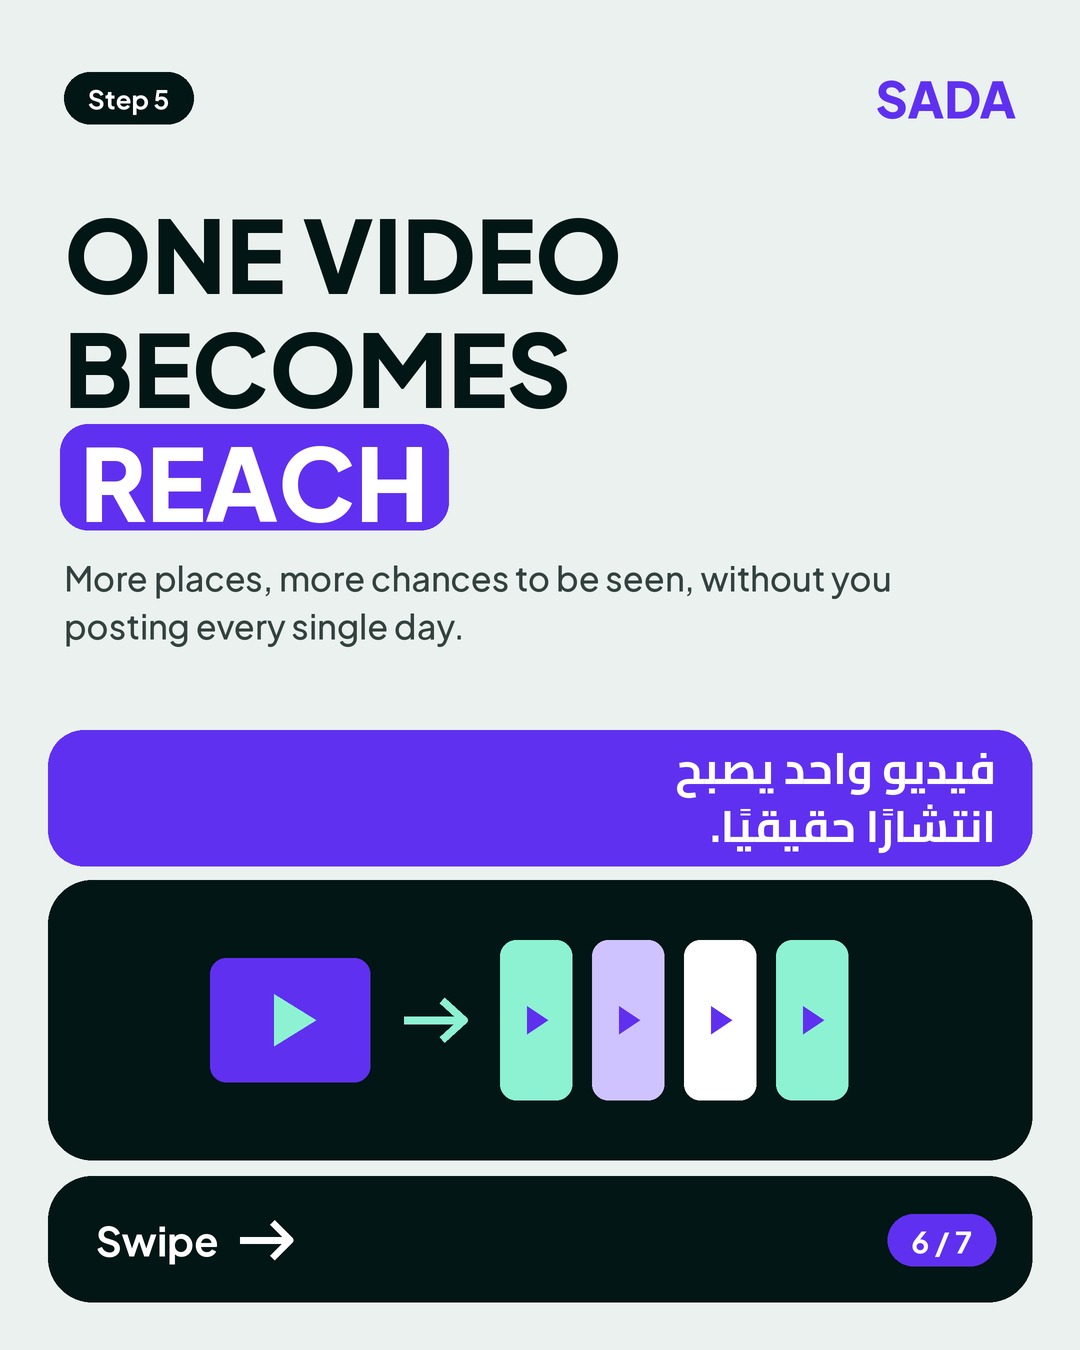 Step 5
SADA
ONE VIDEO
BECOMES
REACH
More places, more chances to be seen, without you
posting every single day.
فيديو واحد يصبح
انتشارًا حقيقيًا.
Swipe →
6 / 7